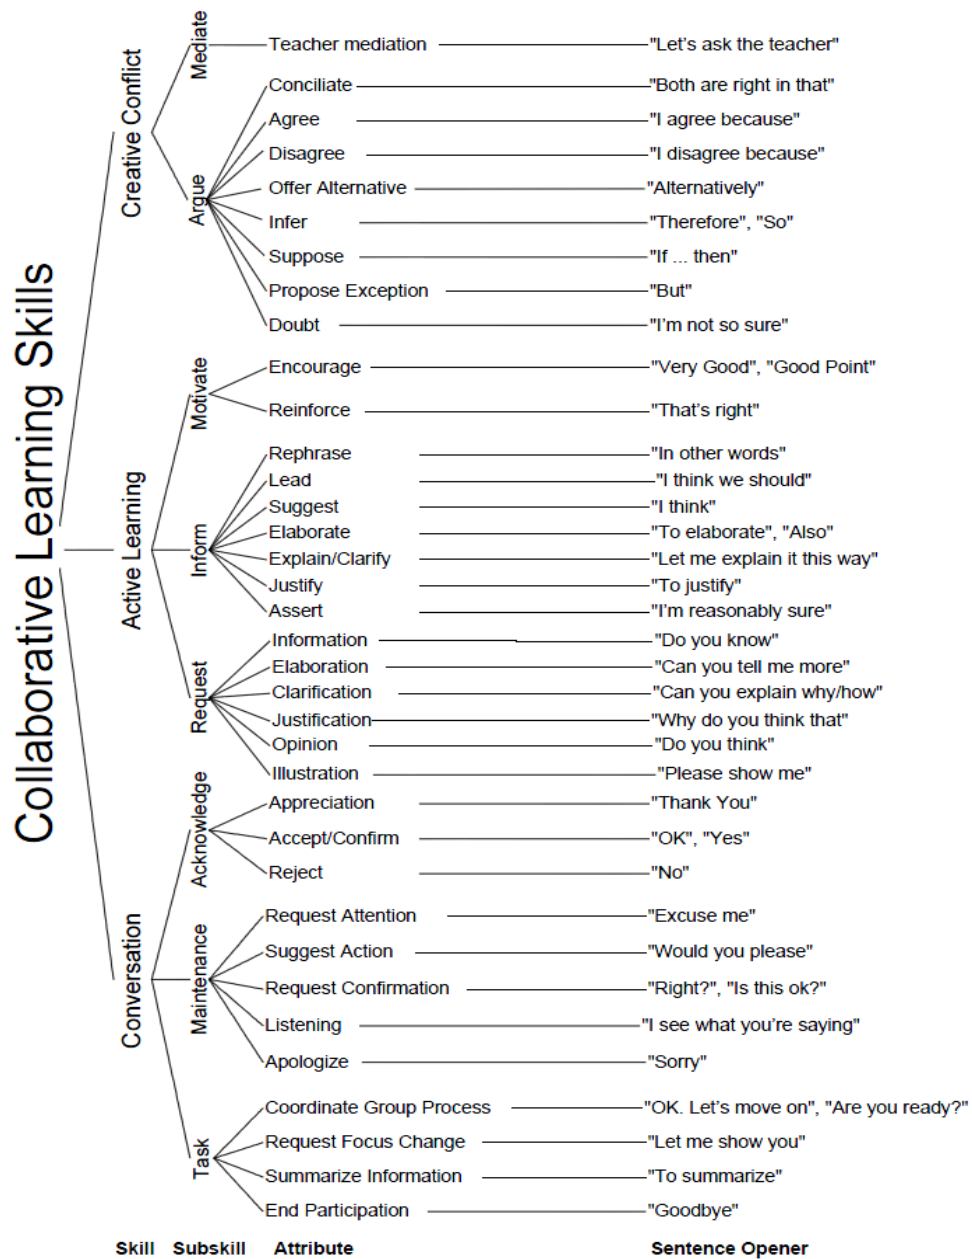 Collaborative Learning Skills
Creative Conflict
Mediate
Teacher mediation "Let's ask the teacher"
Argue
Conciliate "Both are right in that"
Agree "I agree because"
Disagree "I disagree because"
Offer Alternative "Alternatively"
Infer "Therefore", "So"
Suppose "If ... then"
Propose Exception "But"
Doubt "I'm not so sure"
Active Learning
Motivate
Encourage "Very Good", "Good Point"
Reinforce "That's right"
Inform
Rephrase "In other words"
Lead "I think we should"
Suggest "I think"
Elaborate "To elaborate", "Also"
Explain/Clarify "Let me explain it this way"
Justify "To justify"
Assert "I'm reasonably sure"
Request
Information "Do you know"
Elaboration "Can you tell me more"
Clarification "Can you explain why/how"
Justification "Why do you think that"
Opinion "Do you think"
Illustration "Please show me"
Conversation
Acknowledge
Appreciation "Thank You"
Accept/Confirm "OK", "Yes"
Reject "No"
Maintenance
Request Attention "Excuse me"
Suggest Action "Would you please"
Request Confirmation "Right?", "Is this ok?"
Listening "I see what you're saying"
Apologize "Sorry"
Task
Coordinate Group Process "OK. Let's move on", "Are you ready?"
Request Focus Change "Let me show you"
Summarize Information "To summarize"
End Participation "Goodbye"
Skill Subskill Attribute Sentence Opener